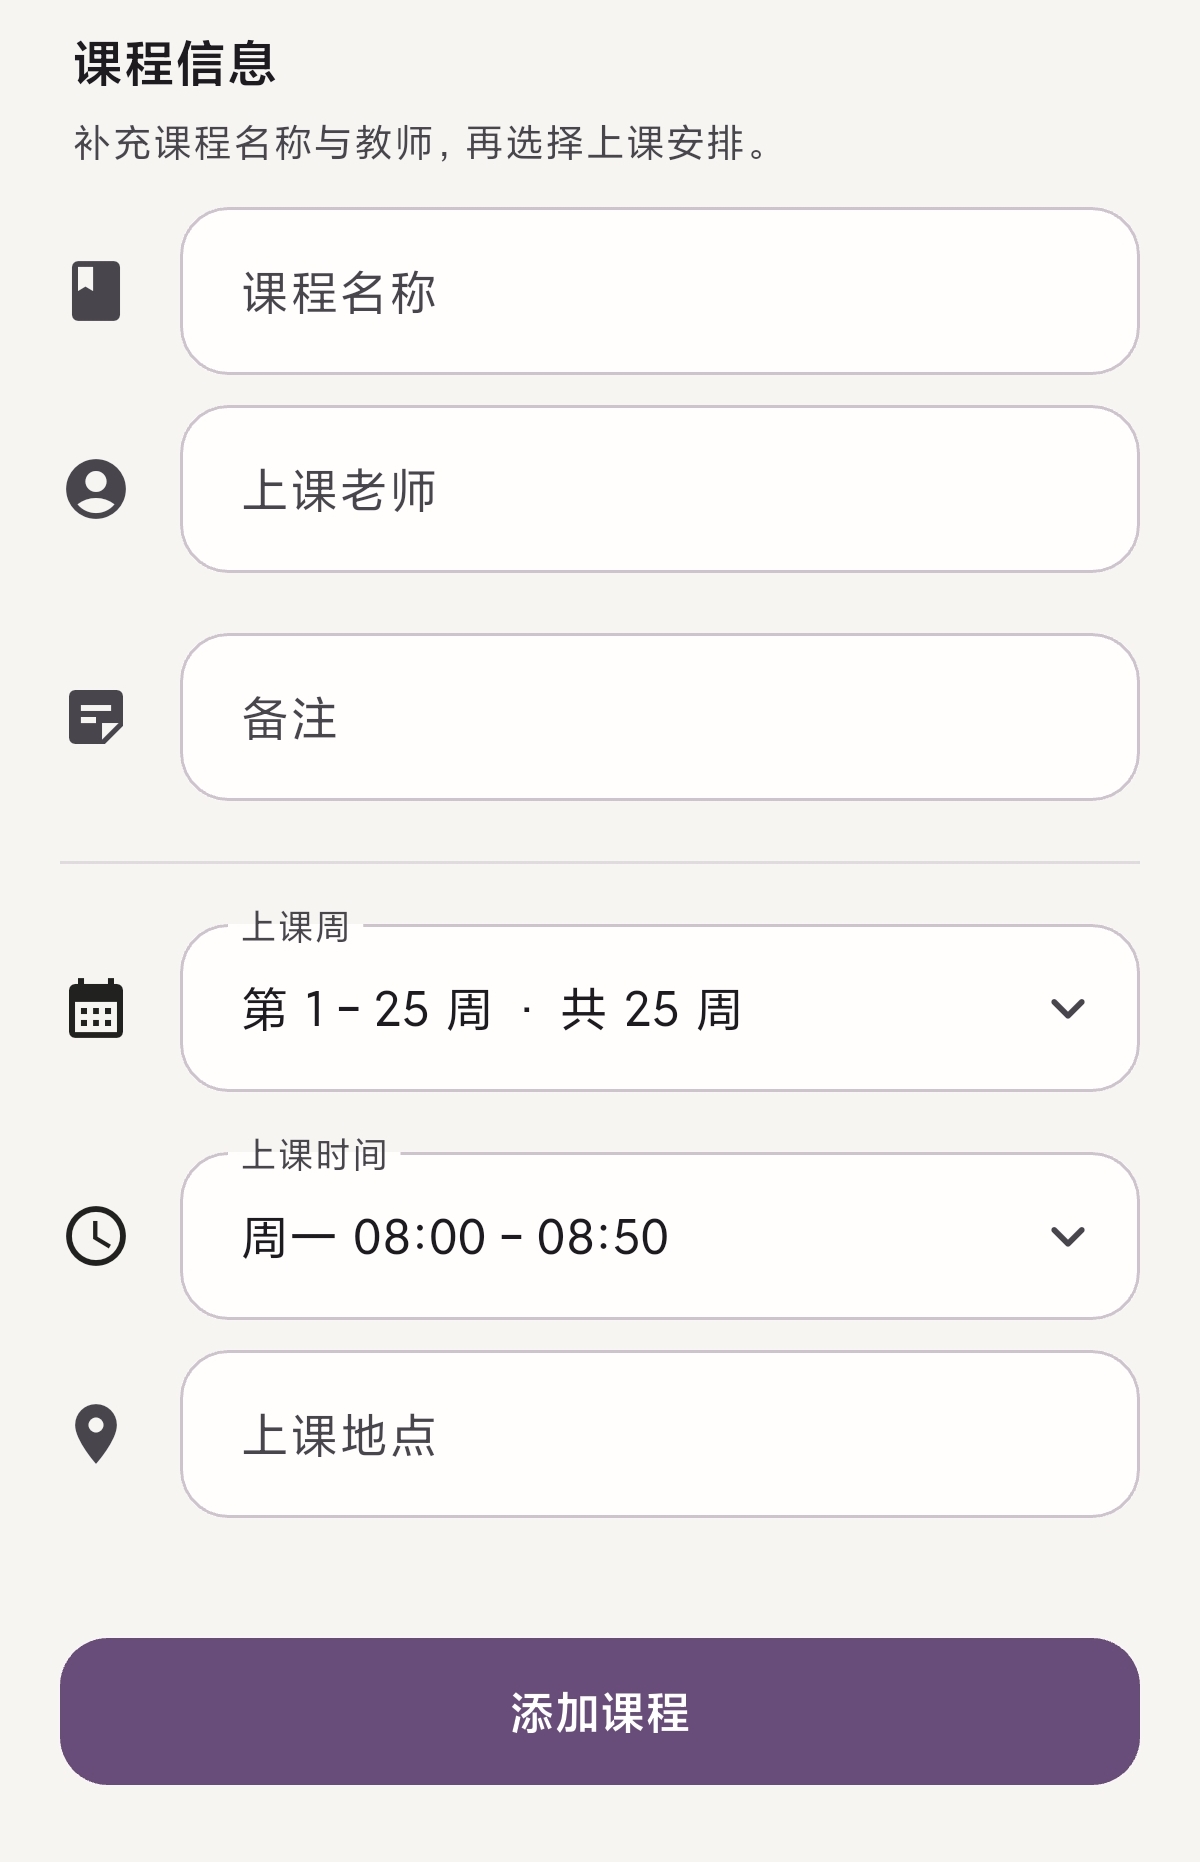 课程信息
补充课程名称与教师, 再选择上课安排。
课程名称
上课老师
备注
上课周
第 1 – 25 周 · 共 25 周
上课时间
周一 08:00 – 08:50
上课地点
添加课程